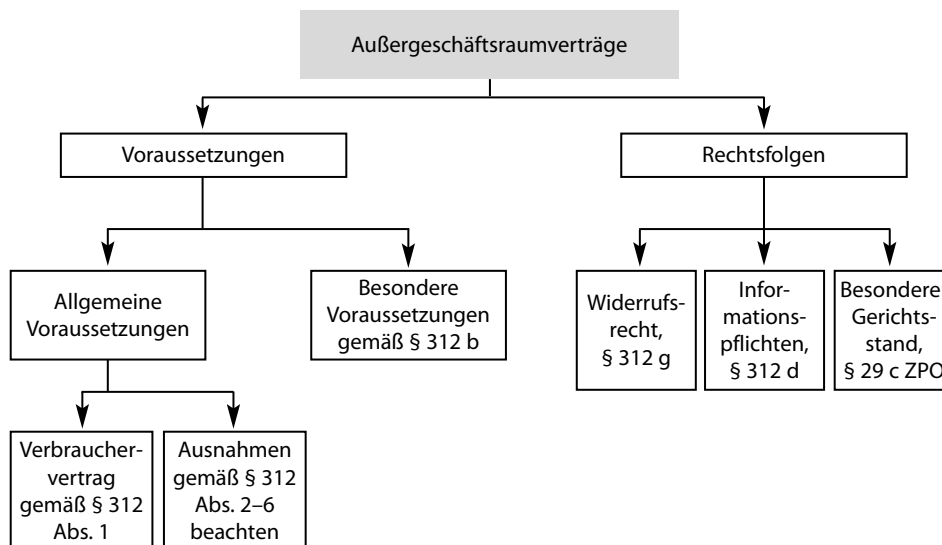 Außergeschäftsraumverträge
Voraussetzungen
Rechtsfolgen
Allgemeine
Voraussetzungen
Besondere
Voraussetzungen
gemäß § 312 b
Widerrufs-
recht,
§ 312 g
Infor-
mations-
pflichten,
§ 312 d
Besondere
Gerichts-
stand,
§ 29 c ZPO
Verbraucher-
vertrag
gemäß § 312
Abs. 1
Ausnahmen
gemäß § 312
Abs. 2–6
beachten